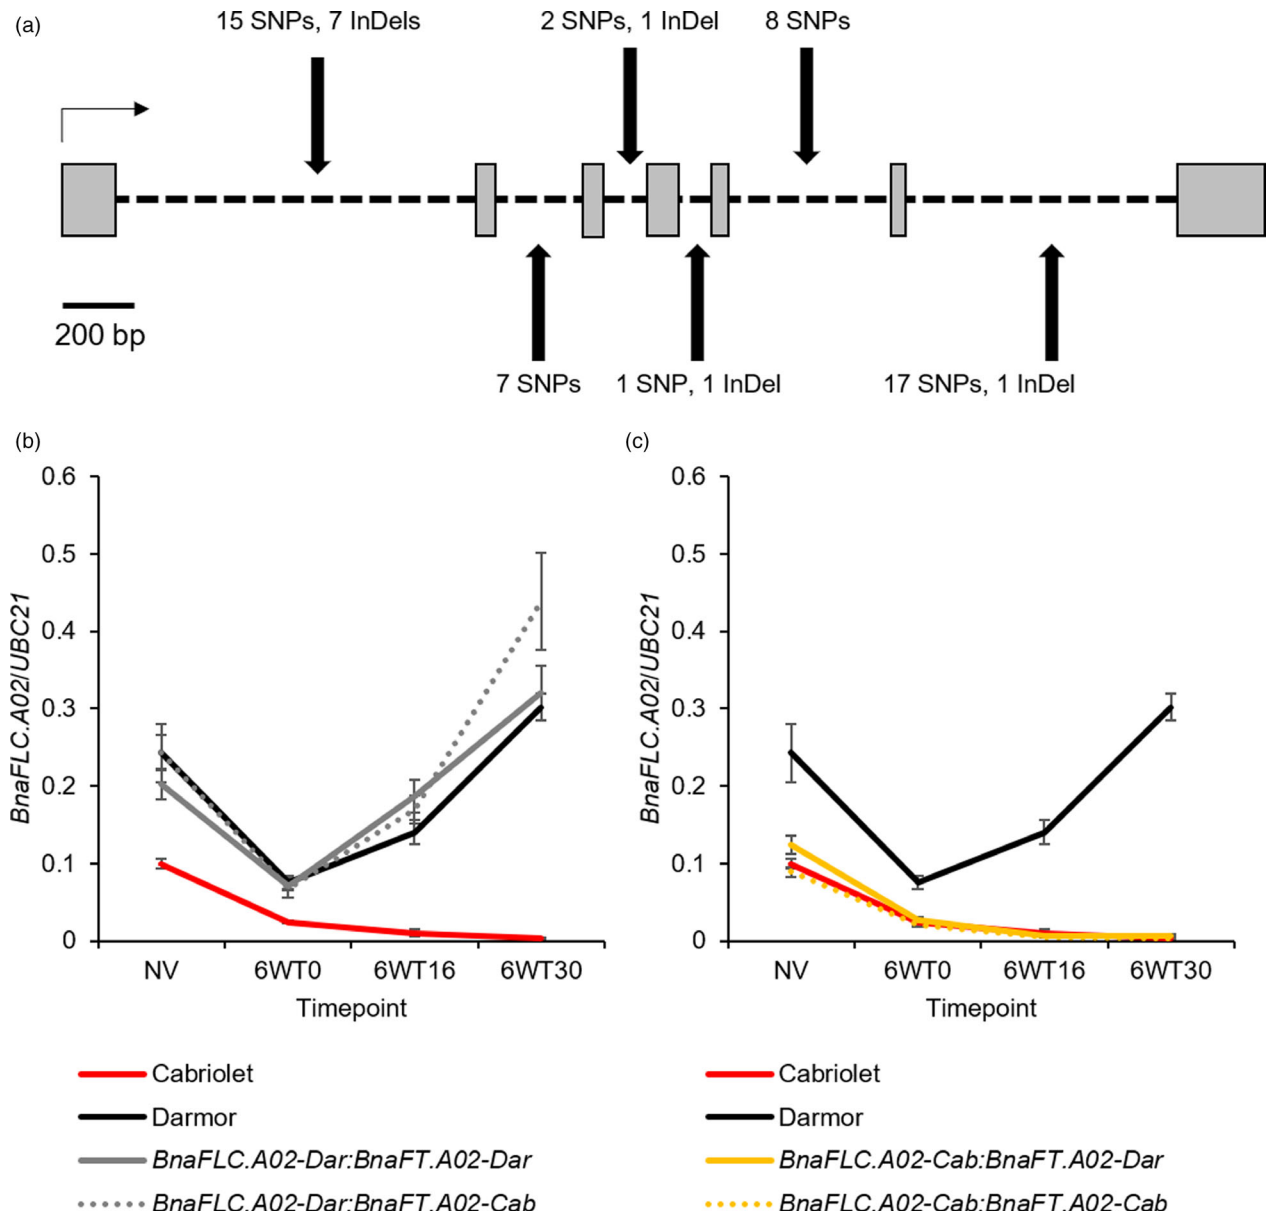 (a)
15 SNPs, 7 InDels
2 SNPs, 1 InDel
8 SNPs
200 bp
7 SNPs
1 SNP, 1 InDel
17 SNPs, 1 InDel
(b)
BnaFLC.A02/UBC21
0.6
0.5
0.4
0.3
0.2
0.1
0
NV
6WT0
6WT16
6WT30
Timepoint
Cabriolet
Darmor
BnaFLC.A02-Dar:BnaFT.A02-Dar
BnaFLC.A02-Dar:BnaFT.A02-Cab
(c)
BnaFLC.A02/UBC21
0.6
0.5
0.4
0.3
0.2
0.1
0
NV
6WT0
6WT16
6WT30
Timepoint
Cabriolet
Darmor
BnaFLC.A02-Cab:BnaFT.A02-Dar
BnaFLC.A02-Cab:BnaFT.A02-Cab